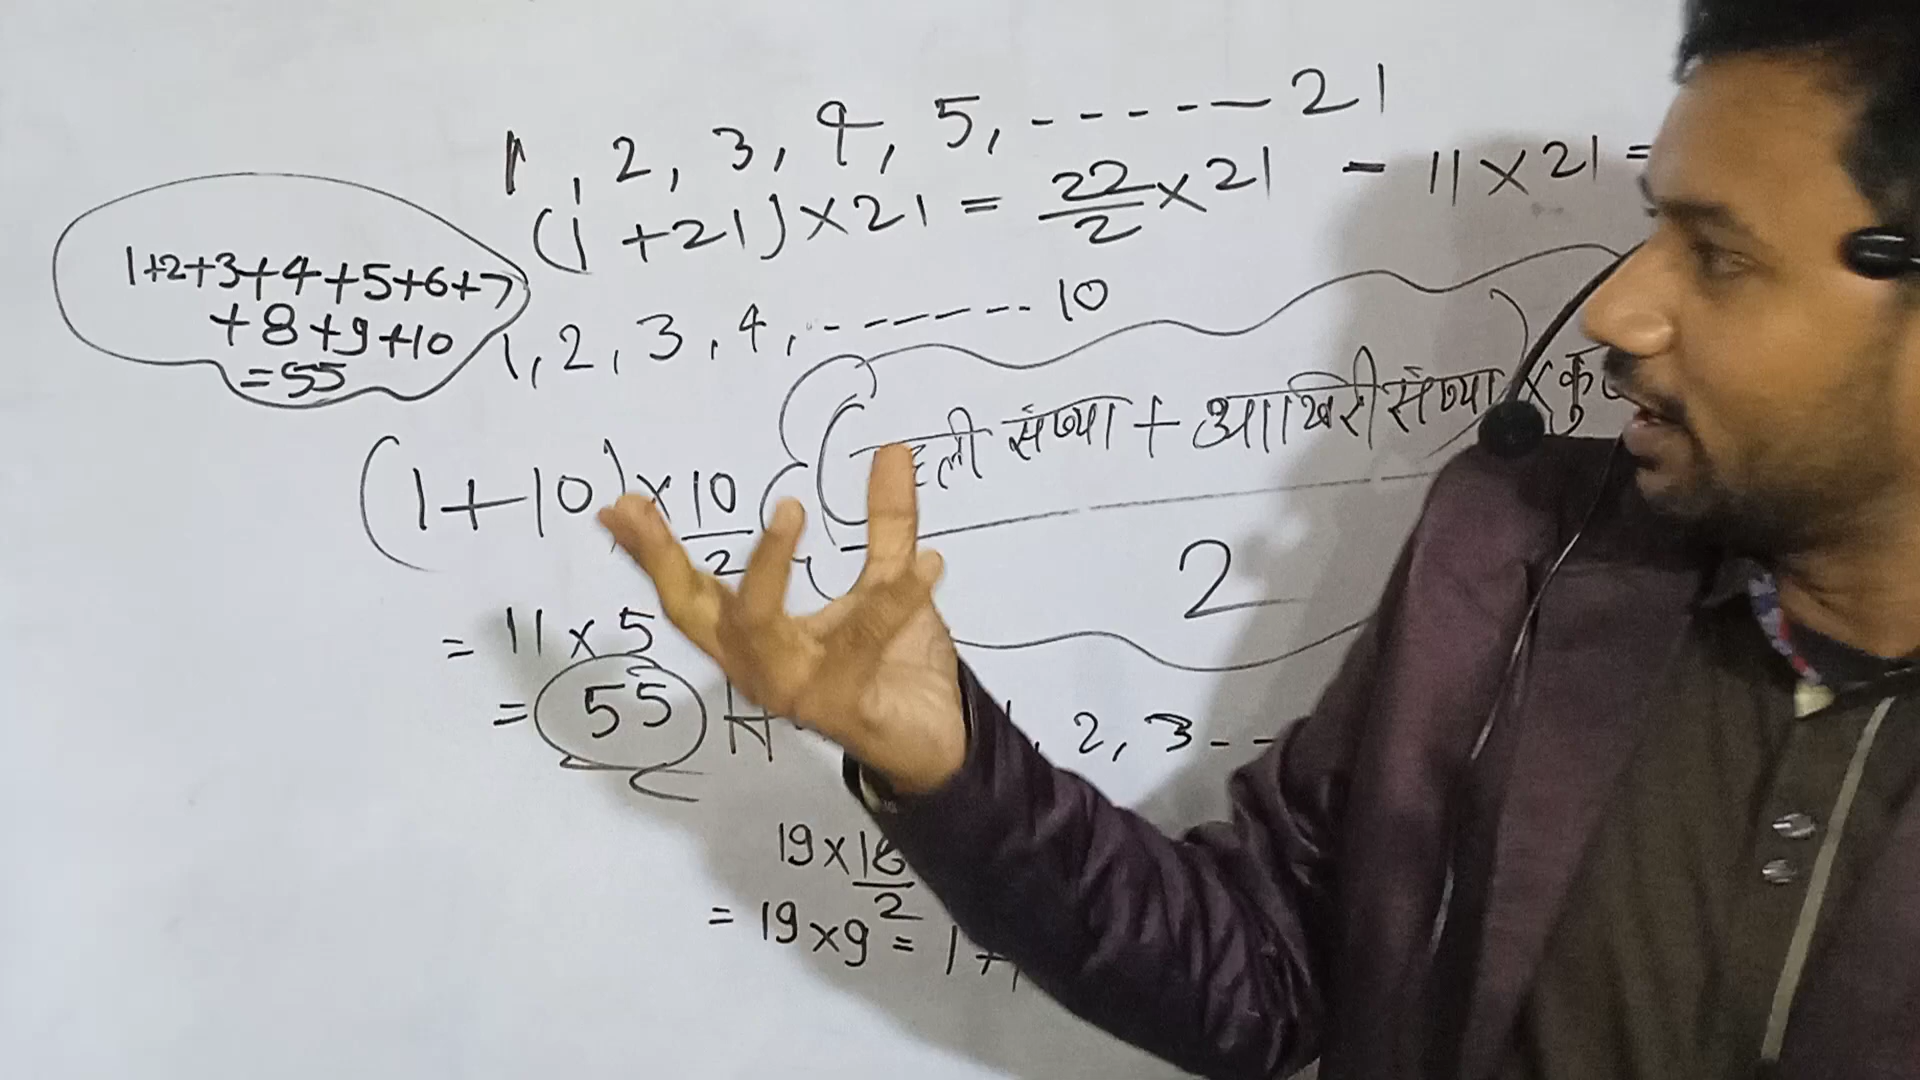 1, 2, 3, 4, 5, ------21
(1+21)×21 = 22/2 ×21 - 11×21 =
1+2+3+4+5+6+7
+8+9+10
=55
1, 2, 3, 4, ------- 10
संख्या + आखिरी संख्या ×
2
(1+10)×10/2
= 11×5
= 55
2, 3--
19×18/2
= 19×9 =